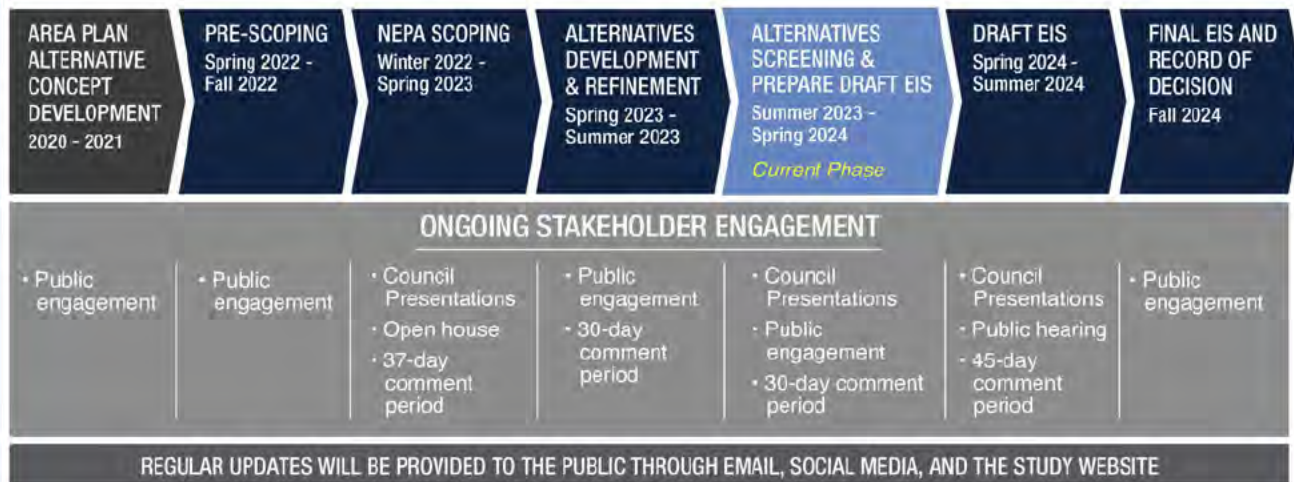 AREA PLAN
ALTERNATIVE
CONCEPT
DEVELOPMENT
2020 - 2021
PRE-SCOPING
Spring 2022 -
Fall 2022
NEPA SCOPING
Winter 2022 -
Spring 2023
ALTERNATIVES
DEVELOPMENT
& REFINEMENT
Spring 2023 -
Summer 2023
ALTERNATIVES
SCREENING &
PREPARE DRAFT EIS
Summer 2023 -
Spring 2024
Current Phase
DRAFT EIS
Spring 2024 -
Summer 2024
FINAL EIS AND
RECORD OF
DECISION
Fall 2024
ONGOING STAKEHOLDER ENGAGEMENT
• Public
engagement
• Public
engagement
• Council
Presentations
• Open house
• 37-day
comment
period
• Public
engagement
• 30-day
comment
period
• Council
Presentations
• Public
engagement
• 30-day comment
period
• Council
Presentations
• Public hearing
• 45-day
comment
period
• Public
engagement
REGULAR UPDATES WILL BE PROVIDED TO THE PUBLIC THROUGH EMAIL, SOCIAL MEDIA, AND THE STUDY WEBSITE